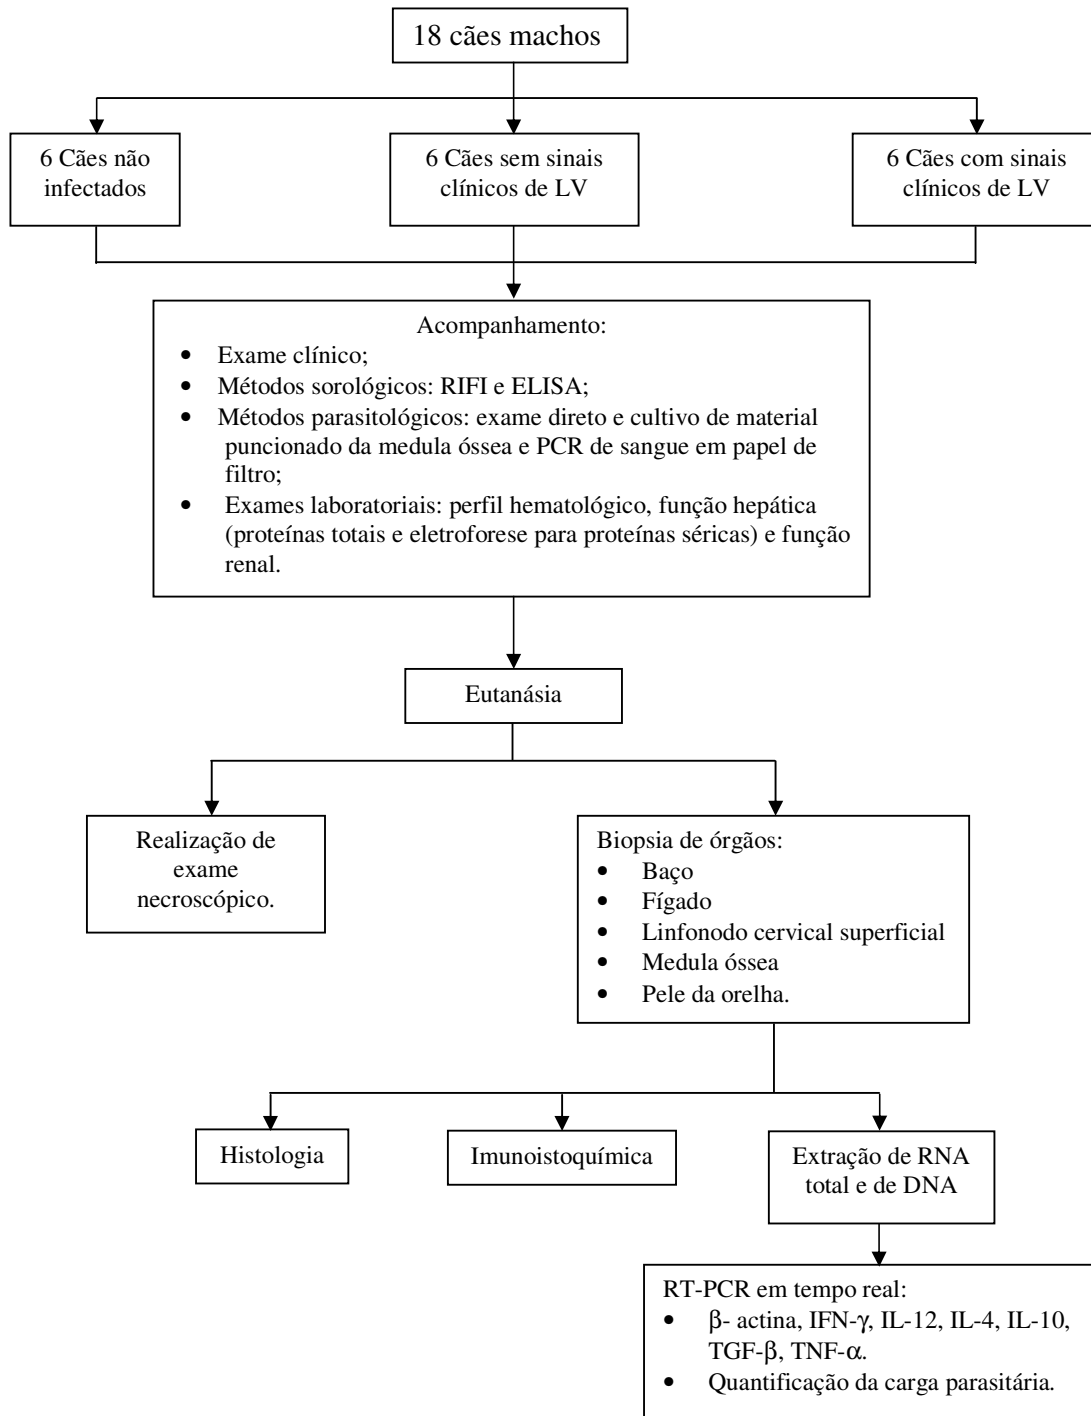 18 cães machos
6 Cães não
infectados
6 Cães sem sinais
clínicos de LV
6 Cães com sinais
clínicos de LV
Acompanhamento:
• Exame clínico;
• Métodos sorológicos: RIFI e ELISA;
• Métodos parasitológicos: exame direto e cultivo de material
puncionado da medula óssea e PCR de sangue em papel de
filtro;
• Exames laboratoriais: perfil hematológico, função hepática
(proteínas totais e eletroforese para proteínas séricas) e função
renal.
Eutanásia
Realização de
exame
necroscópico.
Biopsia de órgãos:
• Baço
• Fígado
• Linfonodo cervical superficial
• Medula óssea
• Pele da orelha.
Histologia
Imunoistoquímica
Extração de RNA
total e de DNA
RT-PCR em tempo real:
• β- actina, IFN-γ, IL-12, IL-4, IL-10,
TGF-β, TNF-α.
• Quantificação da carga parasitária.